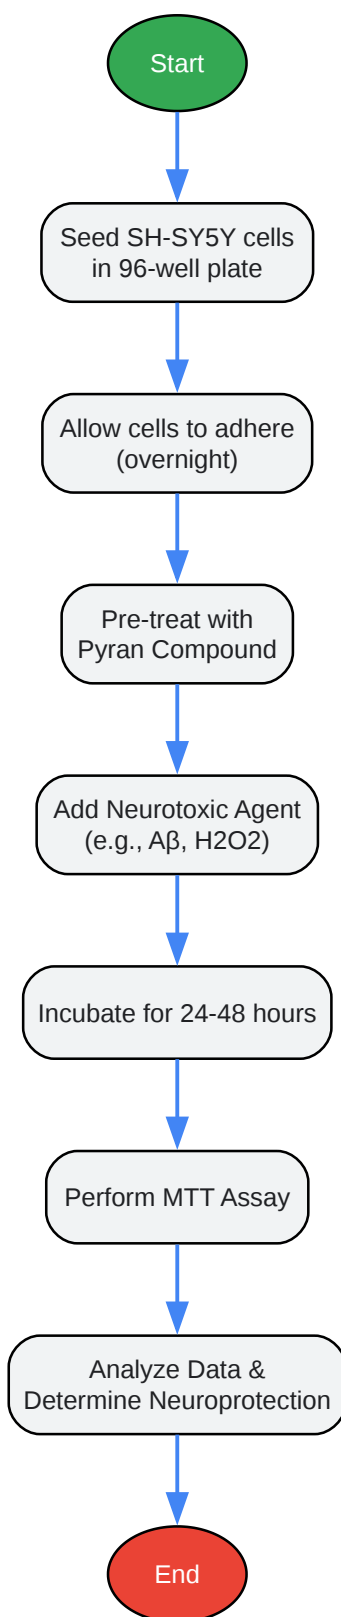 Start
Seed SH-SY5Y cells
in 96-well plate
Allow cells to adhere
(overnight)
Pre-treat with
Pyran Compound
Add Neurotoxic Agent
(e.g., Aβ, H2O2)
Incubate for 24-48 hours
Perform MTT Assay
Analyze Data &
Determine Neuroprotection
End